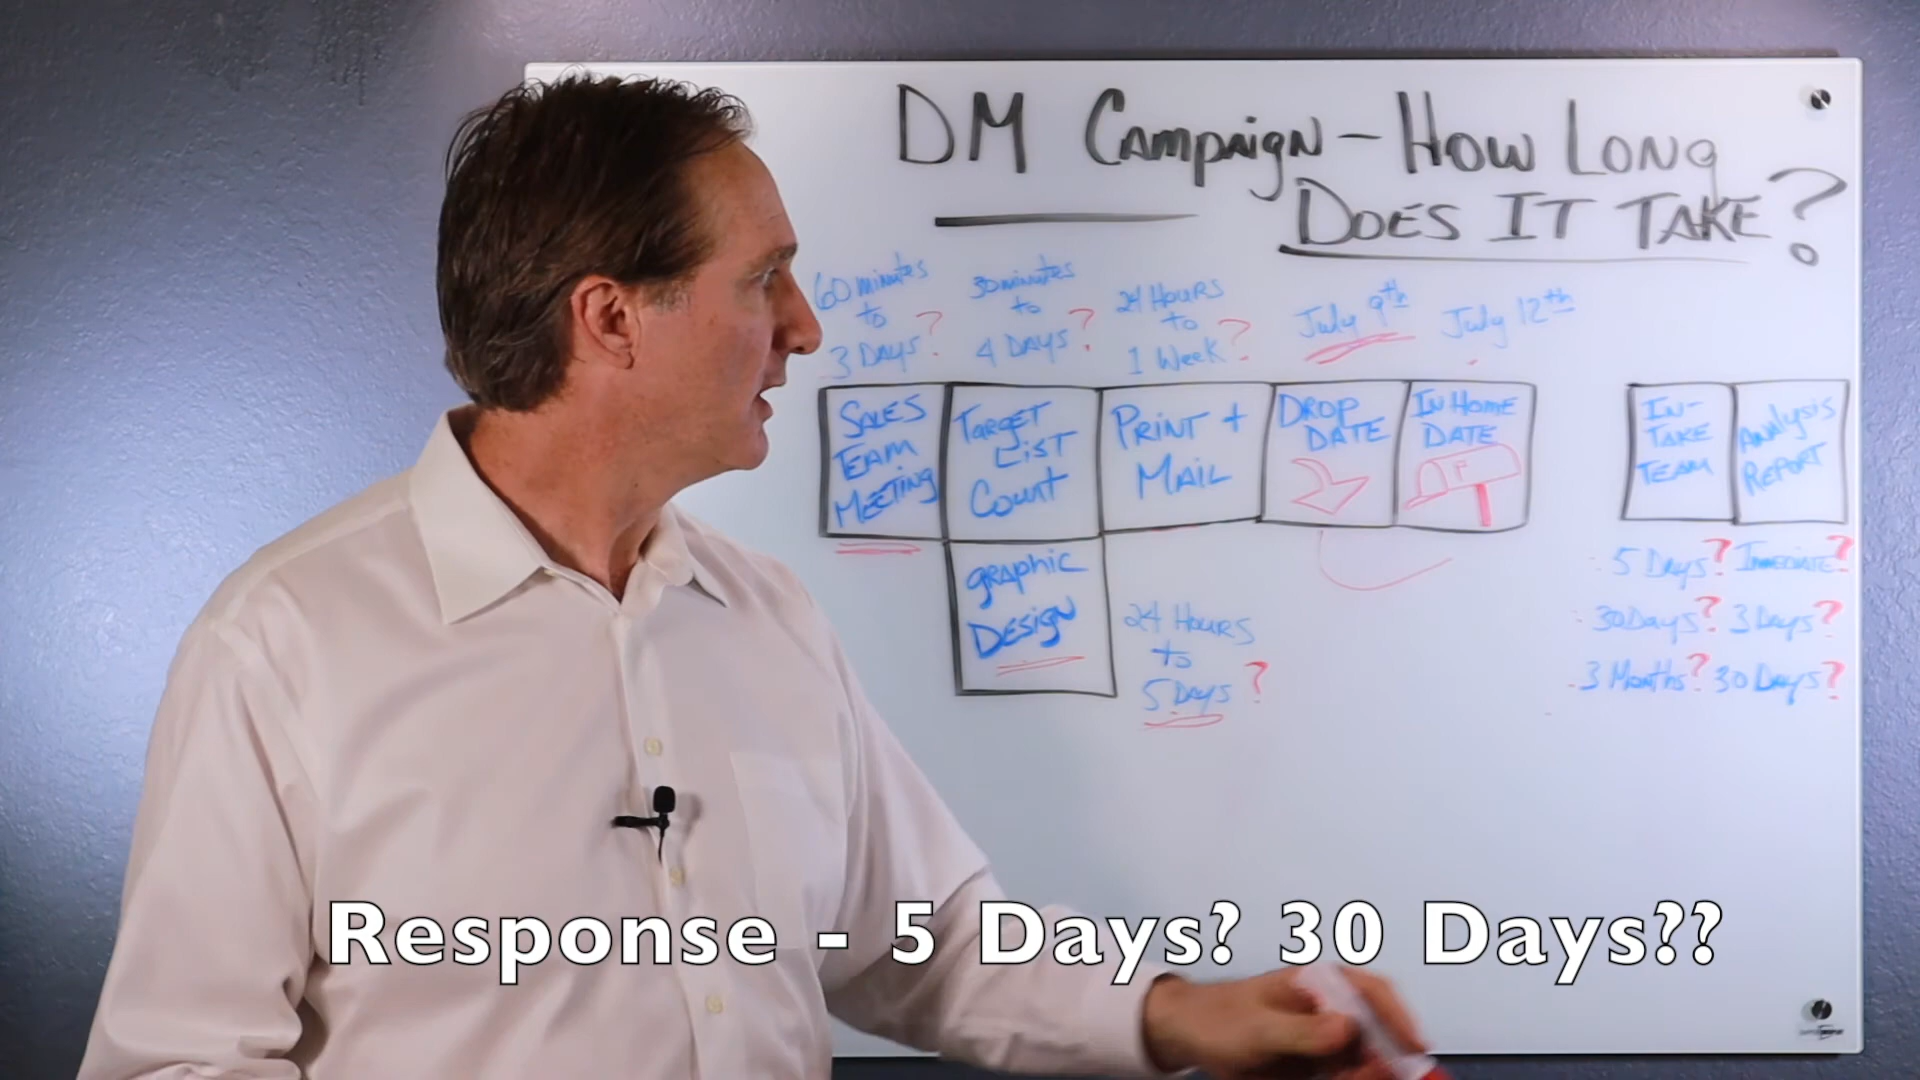 DM Campaign - How Long
Does It Take?
60 minutes
to
3 Days?
30 minutes
to
4 Days?
24 Hours
to
1 Week?
July 9th
July 12th
Sales
Team
Meeting
Target
List
Count
Print +
Mail
Drop
Date
In Home
Date
In-
Take
Team
Analysis
Report
Graphic
Design
24 Hours
to
5 Days?
5 Days? Immediate?
30 Days? 3 Days?
3 Months? 30 Days?
Response - 5 Days? 30 Days??